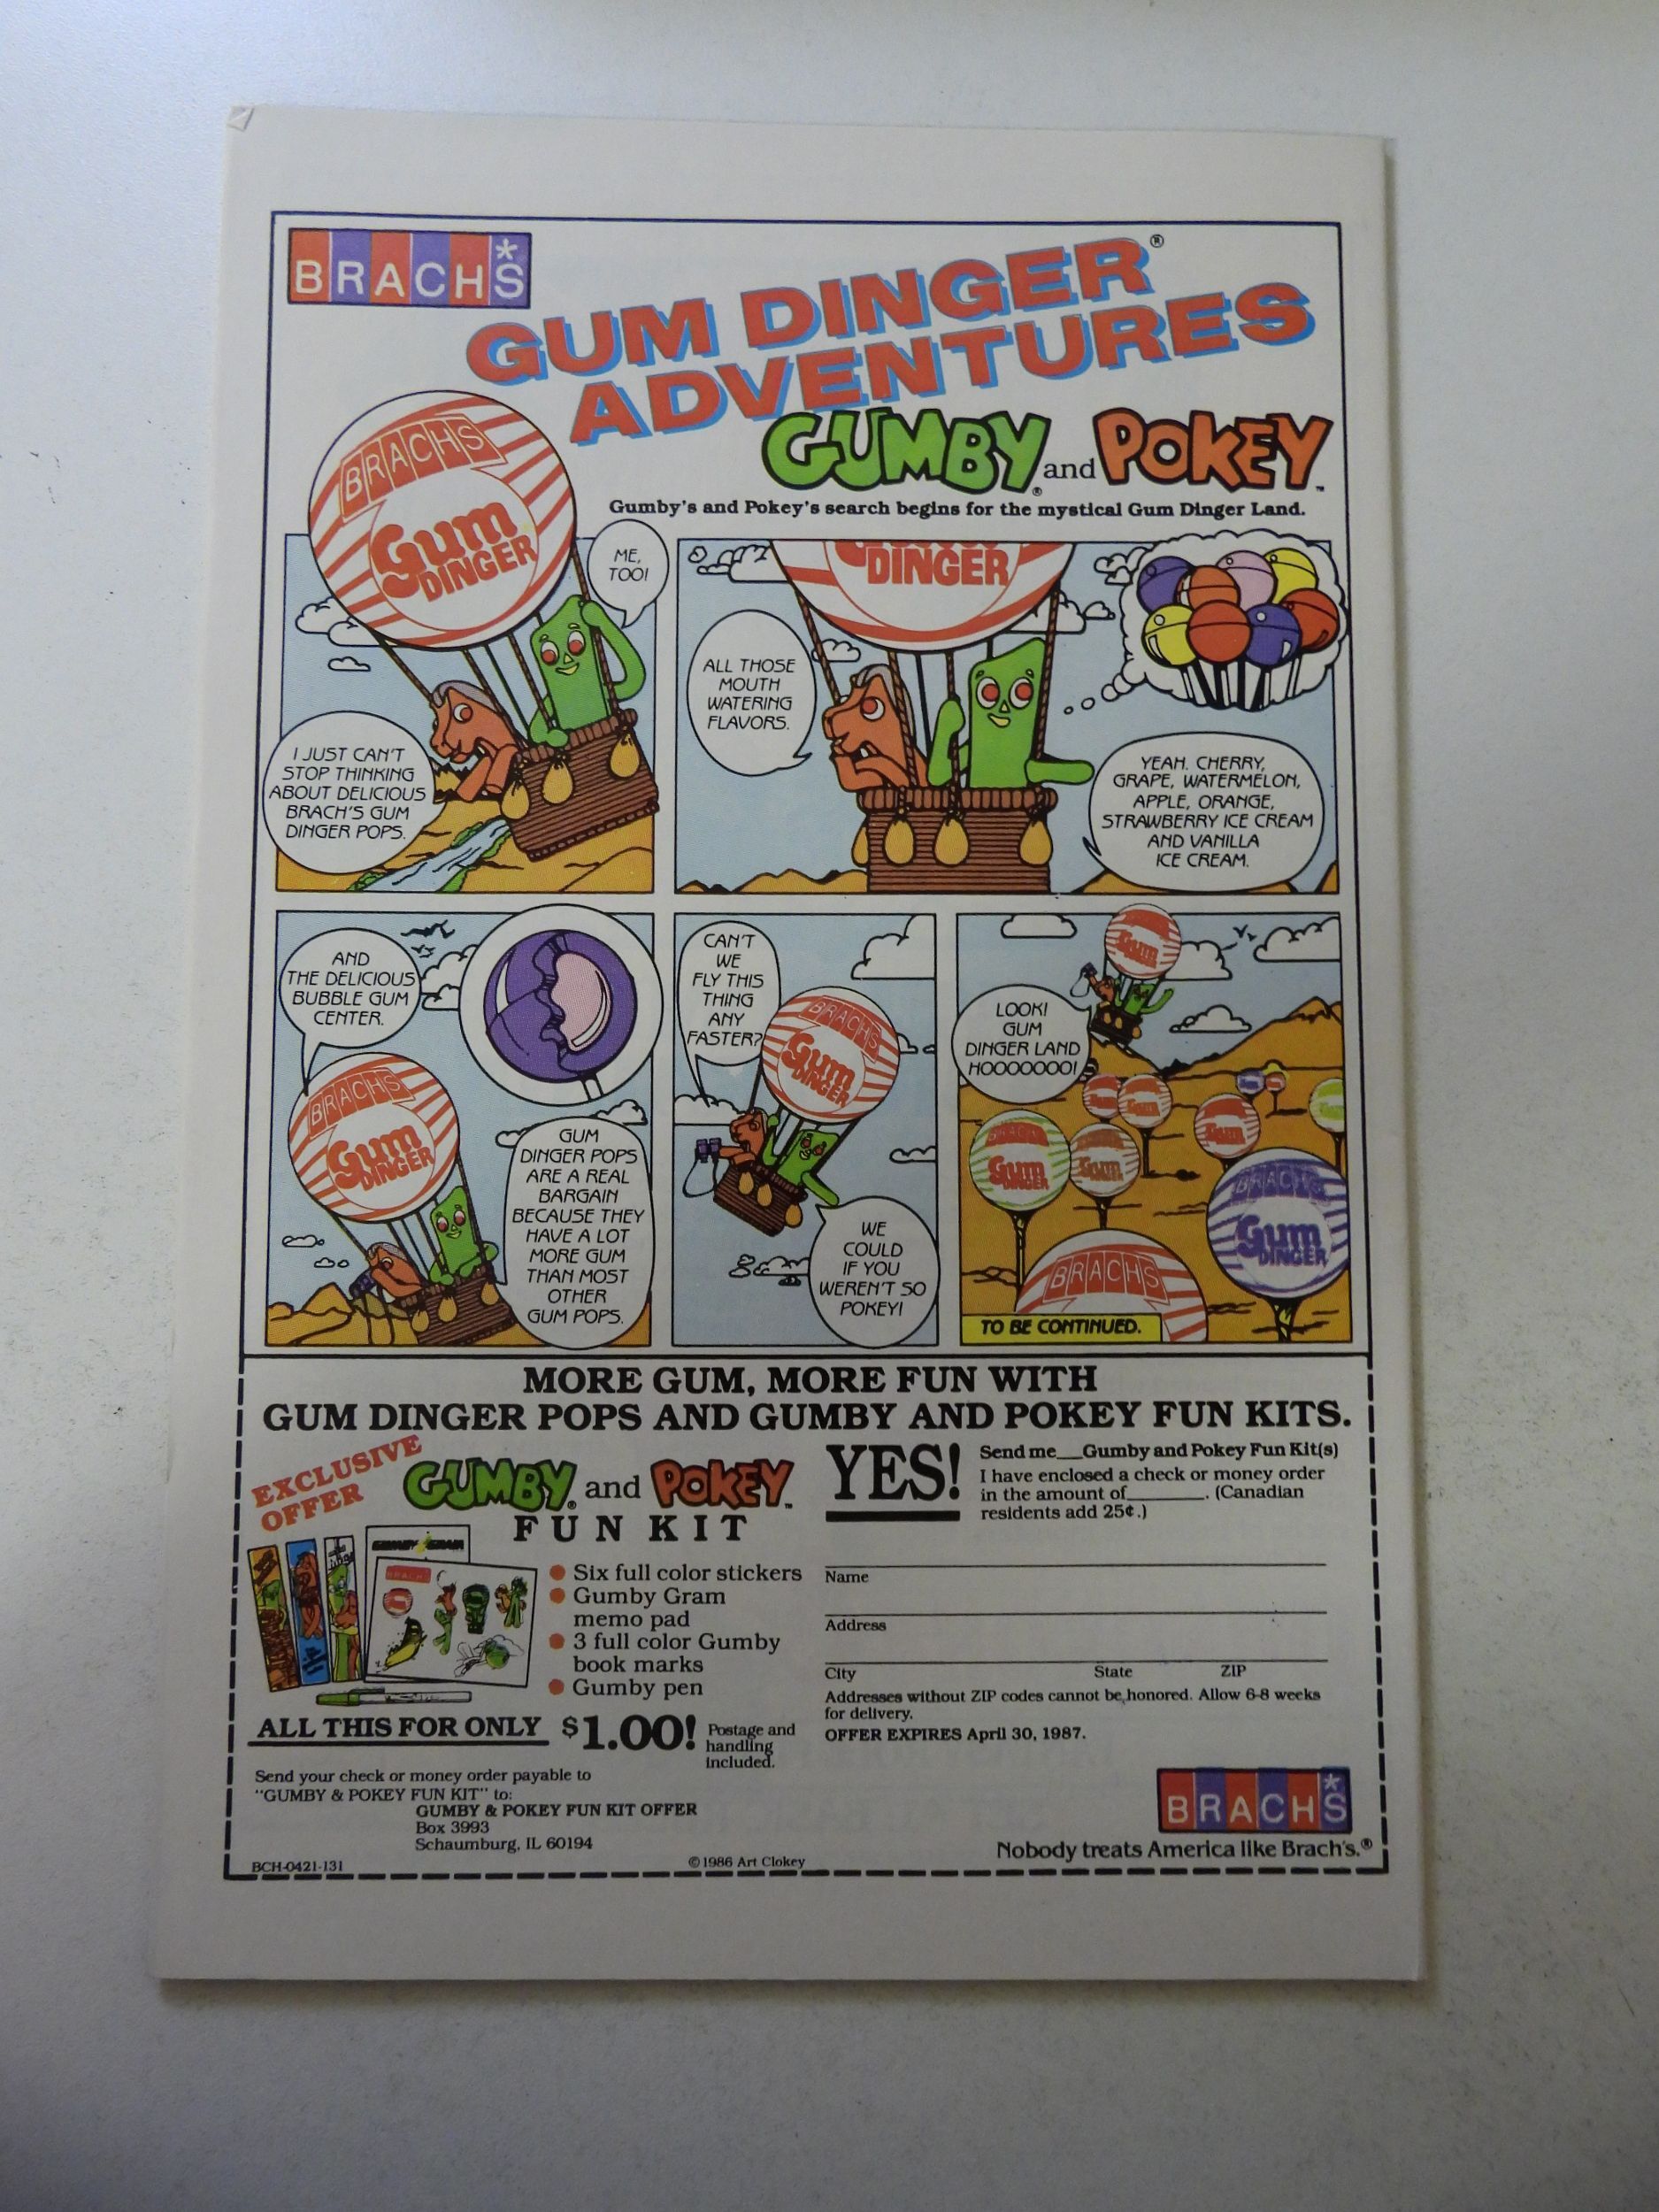 BRACH'S*
GUM DINGER®
ADVENTURES
GUMBY® and POKEY™
Gumby's and Pokey's search begins for the mystical Gum Dinger Land.
BRACHS
Gum
DINGER
ME,
TOO!
I JUST CAN'T
STOP THINKING
ABOUT DELICIOUS
BRACH'S GUM
DINGER POPS.
DINGER
ALL THOSE
MOUTH
WATERING
FLAVORS.
YEAH. CHERRY,
GRAPE, WATERMELON,
APPLE, ORANGE,
STRAWBERRY ICE CREAM
AND VANILLA
ICE CREAM.
AND
THE DELICIOUS
BUBBLE GUM
CENTER.
BRACHS
Gum
DINGER
GUM
DINGER POPS
ARE A REAL
BARGAIN
BECAUSE THEY
HAVE A LOT
MORE GUM
THAN MOST
OTHER
GUM POPS.
CAN'T
WE
FLY THIS
THING
ANY
FASTER?
BRACHS
Gum
DINGER
WE
COULD
IF YOU
WEREN'T SO
POKEY!
LOOK!
GUM
DINGER LAND
HOOOOOOO!
BRACHS
Gum
DINGER
BRACHS
Gum
DINGER
BRACHS
TO BE CONTINUED.
MORE GUM, MORE FUN WITH
GUM DINGER POPS AND GUMBY AND POKEY FUN KITS.
EXCLUSIVE
OFFER
GUMBY® and POKEY™
FUN KIT
Six full color stickers
Gumby Gram
memo pad
3 full color Gumby
book marks
Gumby pen
ALL THIS FOR ONLY $1.00! Postage and
handling
included.
Send your check or money order payable to
"GUMBY & POKEY FUN KIT" to:
GUMBY & POKEY FUN KIT OFFER
Box 3993
Schaumburg, IL 60194
BCH-0421-131
©1986 Art Clokey
YES!
Send me__Gumby and Pokey Fun Kit(s)
I have enclosed a check or money order
in the amount of________. (Canadian
residents add 25¢.)
Name
Address
City State ZIP
Addresses without ZIP codes cannot be honored. Allow 6-8 weeks
for delivery.
OFFER EXPIRES April 30, 1987.
BRACH'S*
Nobody treats America like Brach's.®